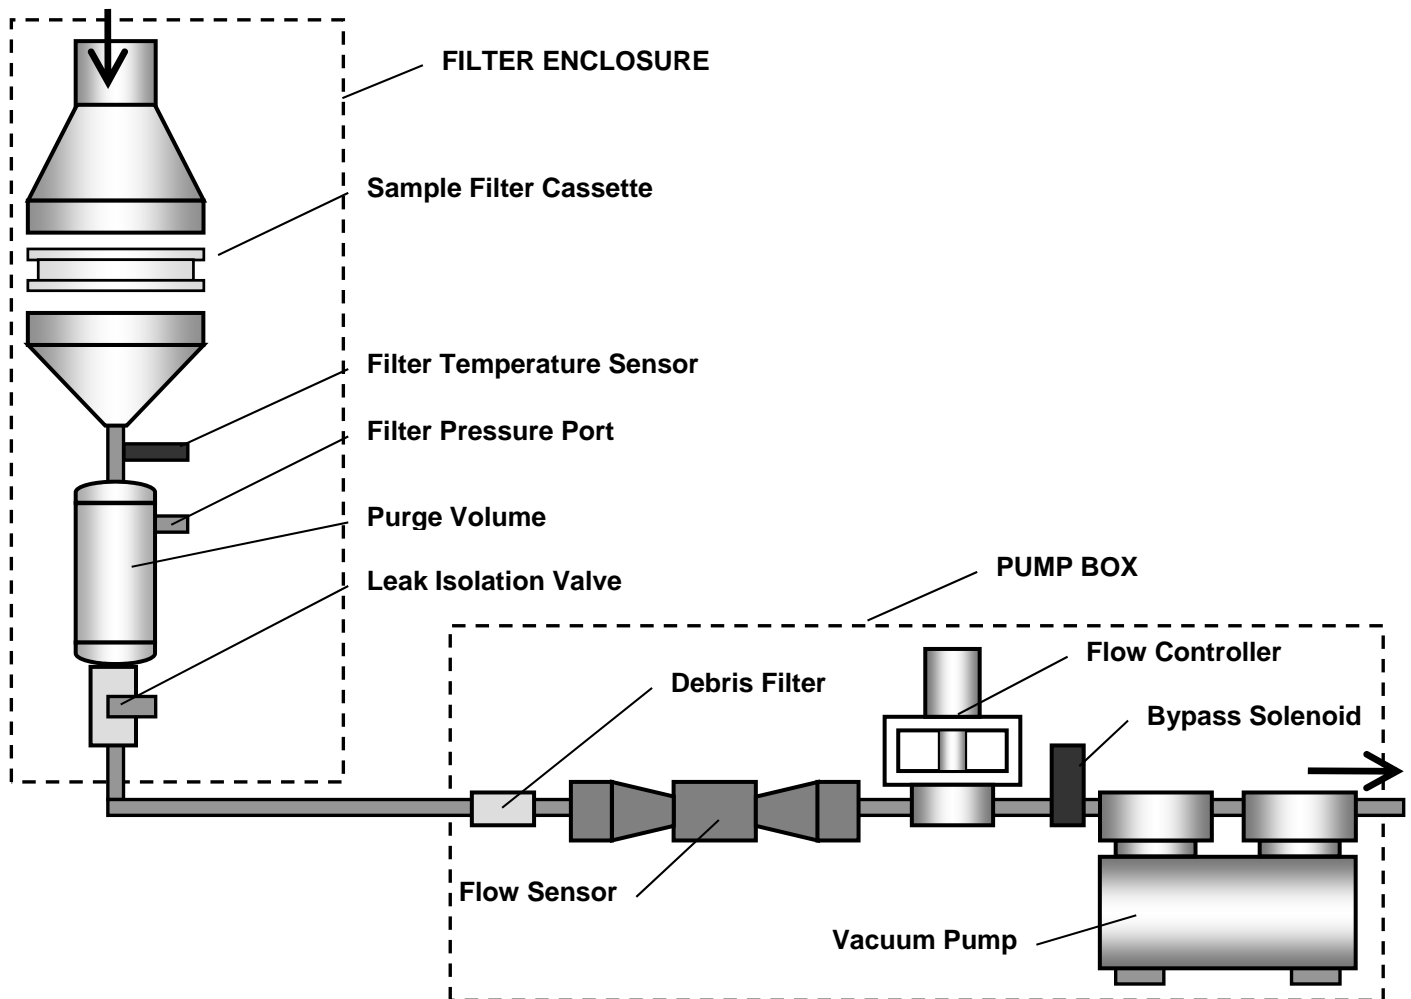 FILTER ENCLOSURE
Sample Filter Cassette
Filter Temperature Sensor
Filter Pressure Port
Purge Volume
Leak Isolation Valve
PUMP BOX
Flow Controller
Debris Filter
Bypass Solenoid
Flow Sensor
Vacuum Pump